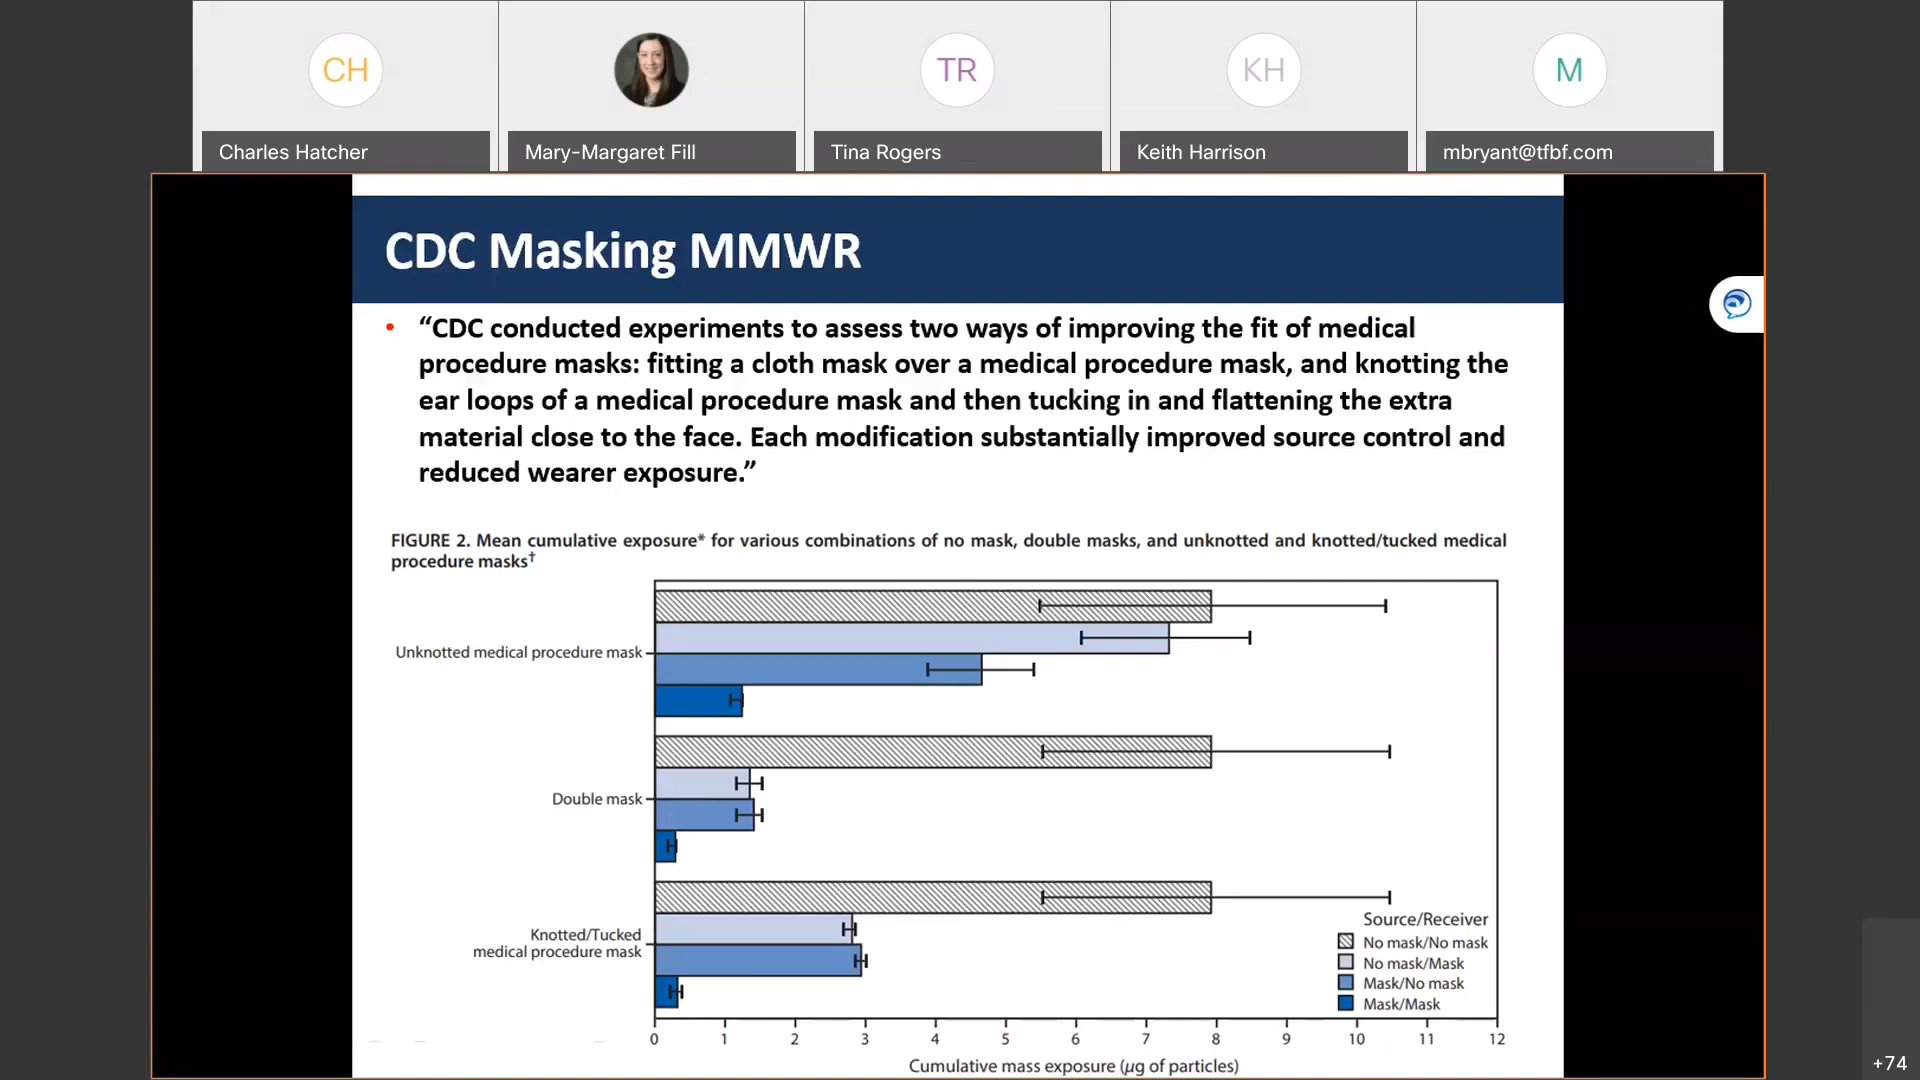 CH
TR
KH
M
Charles Hatcher
Mary-Margaret Fill
Tina Rogers
Keith Harrison
mbryant@tfbf.com
CDC Masking MMWR
• “CDC conducted experiments to assess two ways of improving the fit of medical
procedure masks: fitting a cloth mask over a medical procedure mask, and knotting the
ear loops of a medical procedure mask and then tucking in and flattening the extra
material close to the face. Each modification substantially improved source control and
reduced wearer exposure.”
FIGURE 2. Mean cumulative exposure* for various combinations of no mask, double masks, and unknotted and knotted/tucked medical
procedure masks†
Unknotted medical procedure mask
Double mask
Knotted/Tucked
medical procedure mask
Source/Receiver
No mask/No mask
No mask/Mask
Mask/No mask
Mask/Mask
0 1 2 3 4 5 6 7 8 9 10 11 12
Cumulative mass exposure (μg of particles)
+74